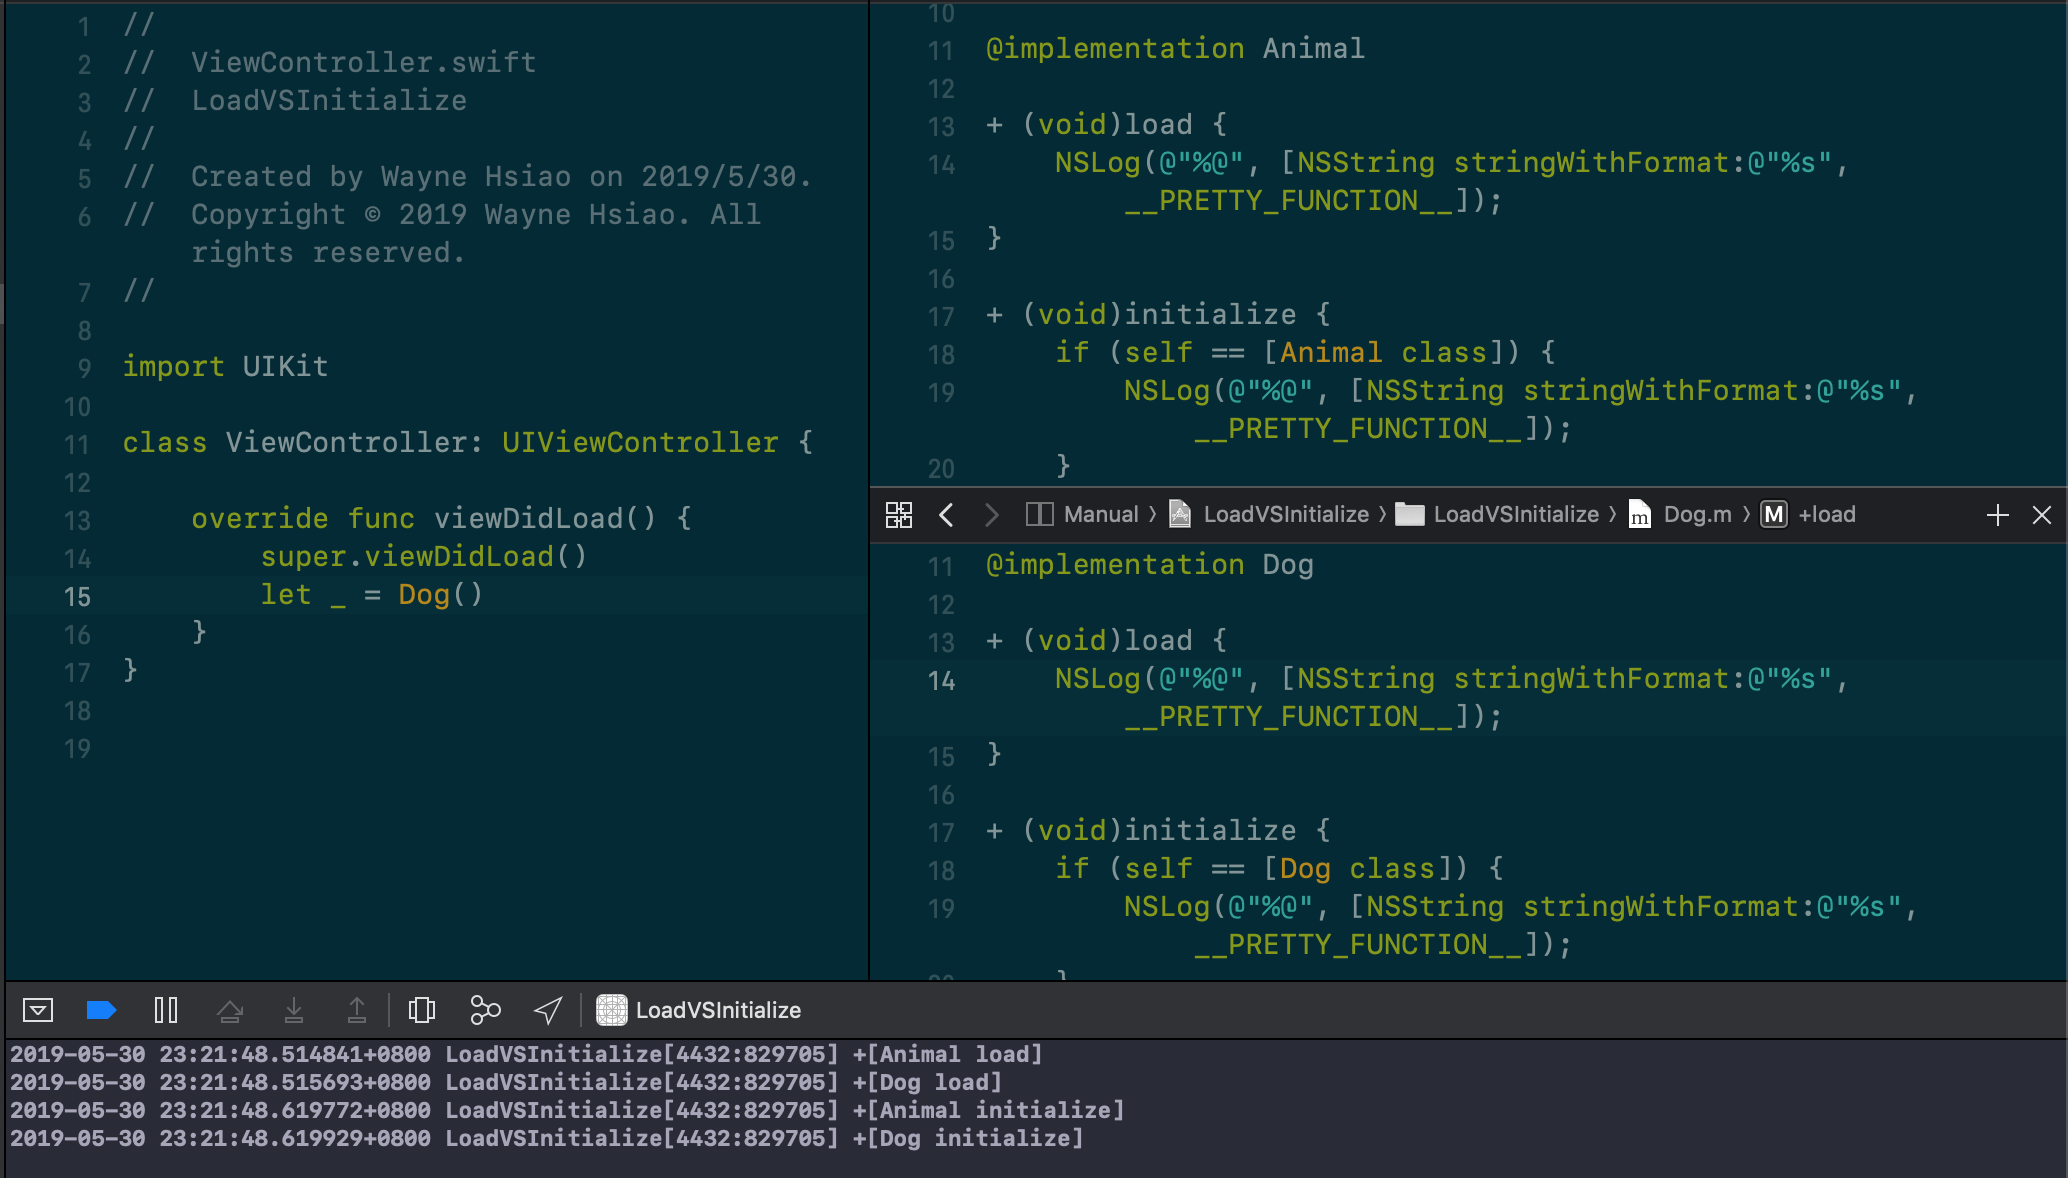 1 //
2 //  ViewController.swift
3 //  LoadVSInitialize
4 //
5 //  Created by Wayne Hsiao on 2019/5/30.
6 //  Copyright © 2019 Wayne Hsiao. All
rights reserved.
7 //
8
9 import UIKit
10
11 class ViewController: UIViewController {
12
13     override func viewDidLoad() {
14         super.viewDidLoad()
15         let _ = Dog()
16     }
17 }
18
19
10
11 @implementation Animal
12
13 + (void)load {
14     NSLog(@"%@", [NSString stringWithFormat:@"%s",
__PRETTY_FUNCTION__]);
15 }
16
17 + (void)initialize {
18     if (self == [Animal class]) {
19         NSLog(@"%@", [NSString stringWithFormat:@"%s",
__PRETTY_FUNCTION__]);
20     }
Manual › LoadVSInitialize › LoadVSInitialize › m Dog.m › M +load
11 @implementation Dog
12
13 + (void)load {
14     NSLog(@"%@", [NSString stringWithFormat:@"%s",
__PRETTY_FUNCTION__]);
15 }
16
17 + (void)initialize {
18     if (self == [Dog class]) {
19         NSLog(@"%@", [NSString stringWithFormat:@"%s",
__PRETTY_FUNCTION__]);
LoadVSInitialize
2019-05-30 23:21:48.514841+0800 LoadVSInitialize[4432:829705] +[Animal load]
2019-05-30 23:21:48.515693+0800 LoadVSInitialize[4432:829705] +[Dog load]
2019-05-30 23:21:48.619772+0800 LoadVSInitialize[4432:829705] +[Animal initialize]
2019-05-30 23:21:48.619929+0800 LoadVSInitialize[4432:829705] +[Dog initialize]